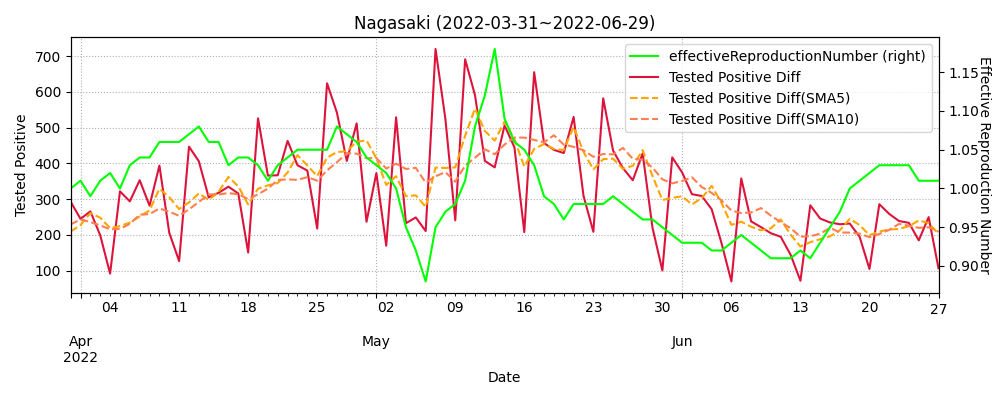 Nagasaki (2022-03-31~2022-06-29)
effectiveReproductionNumber (right)
Tested Positive Diff
Tested Positive Diff(SMA5)
Tested Positive Diff(SMA10)
Tested Positive
700
600
500
400
300
200
100
1.15
1.10
1.05
1.00
0.95
0.90
Effective Reproduction Number
04 11 18 25 02 09 16 23 30 06 13 20 27
Apr May Jun
2022
Date